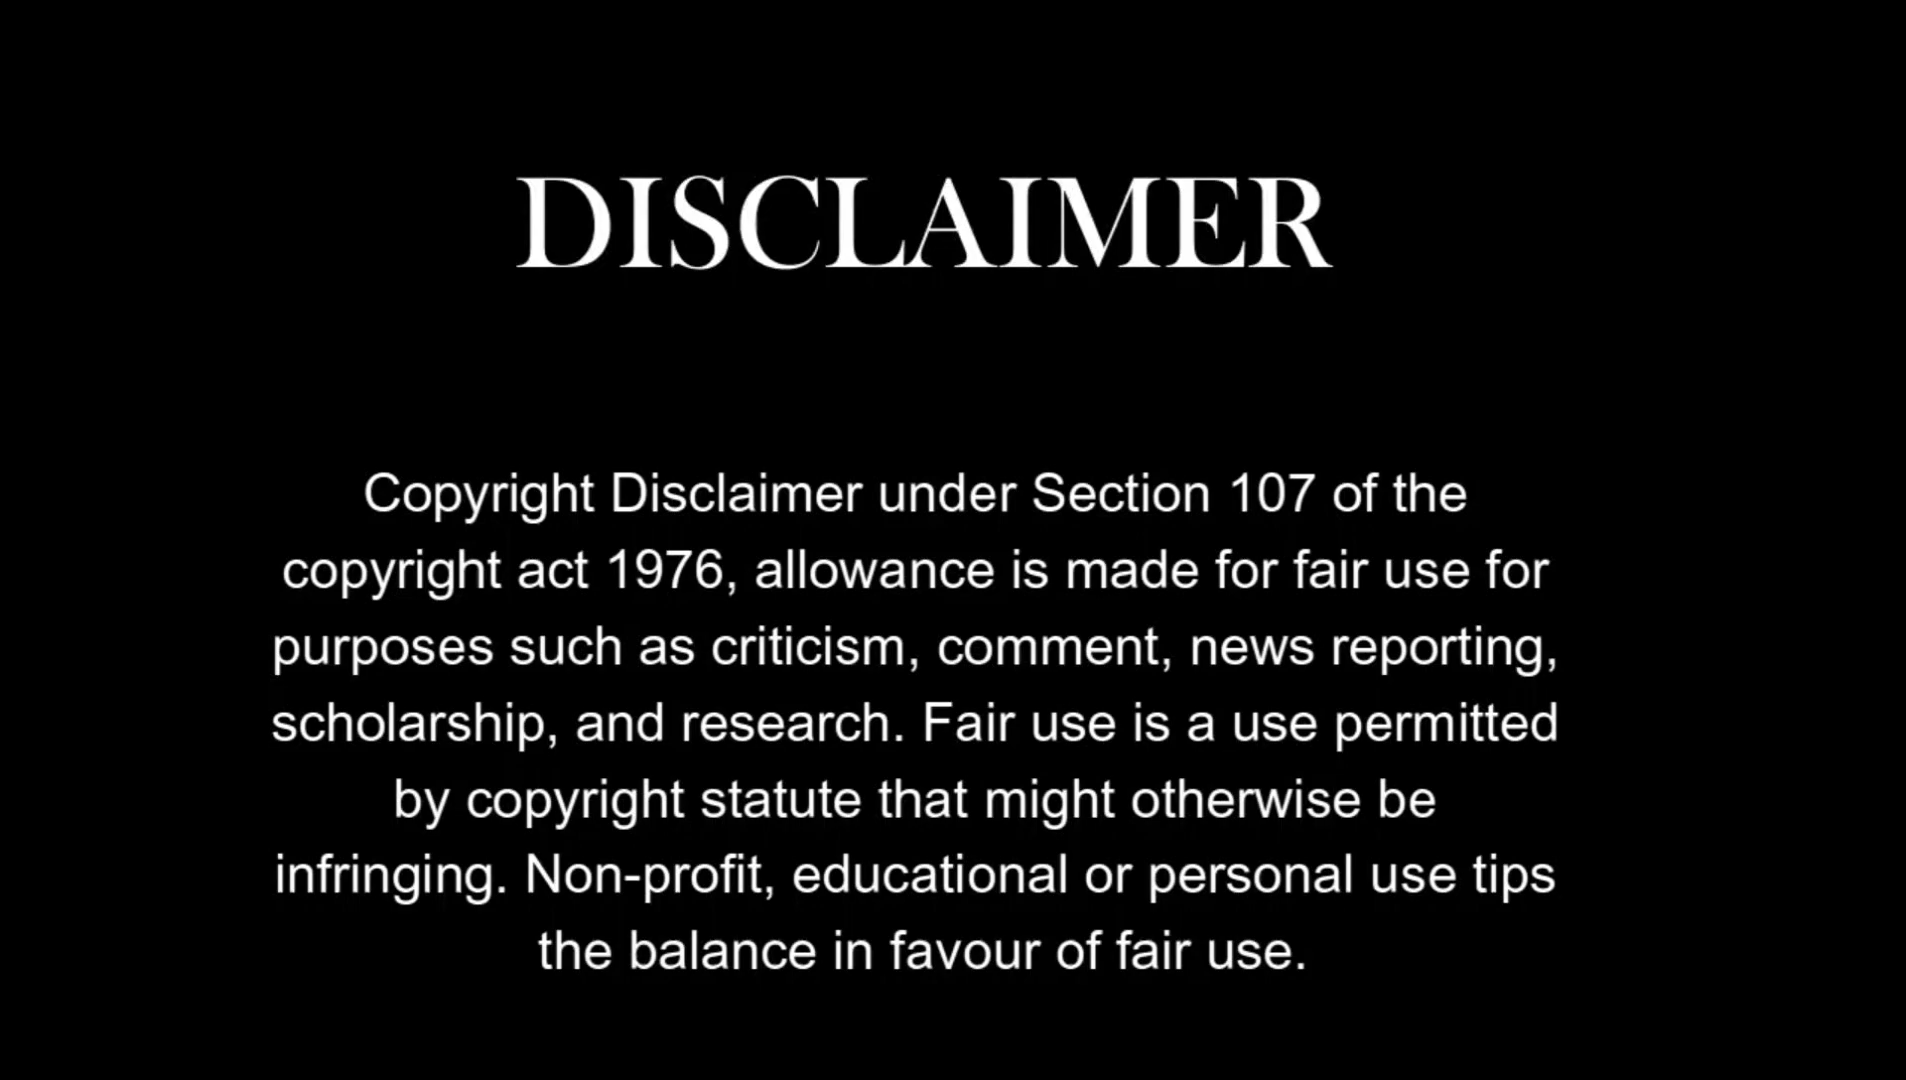 DISCLAIMER
Copyright Disclaimer under Section 107 of the
copyright act 1976, allowance is made for fair use for
purposes such as criticism, comment, news reporting,
scholarship, and research. Fair use is a use permitted
by copyright statute that might otherwise be
infringing. Non-profit, educational or personal use tips
the balance in favour of fair use.